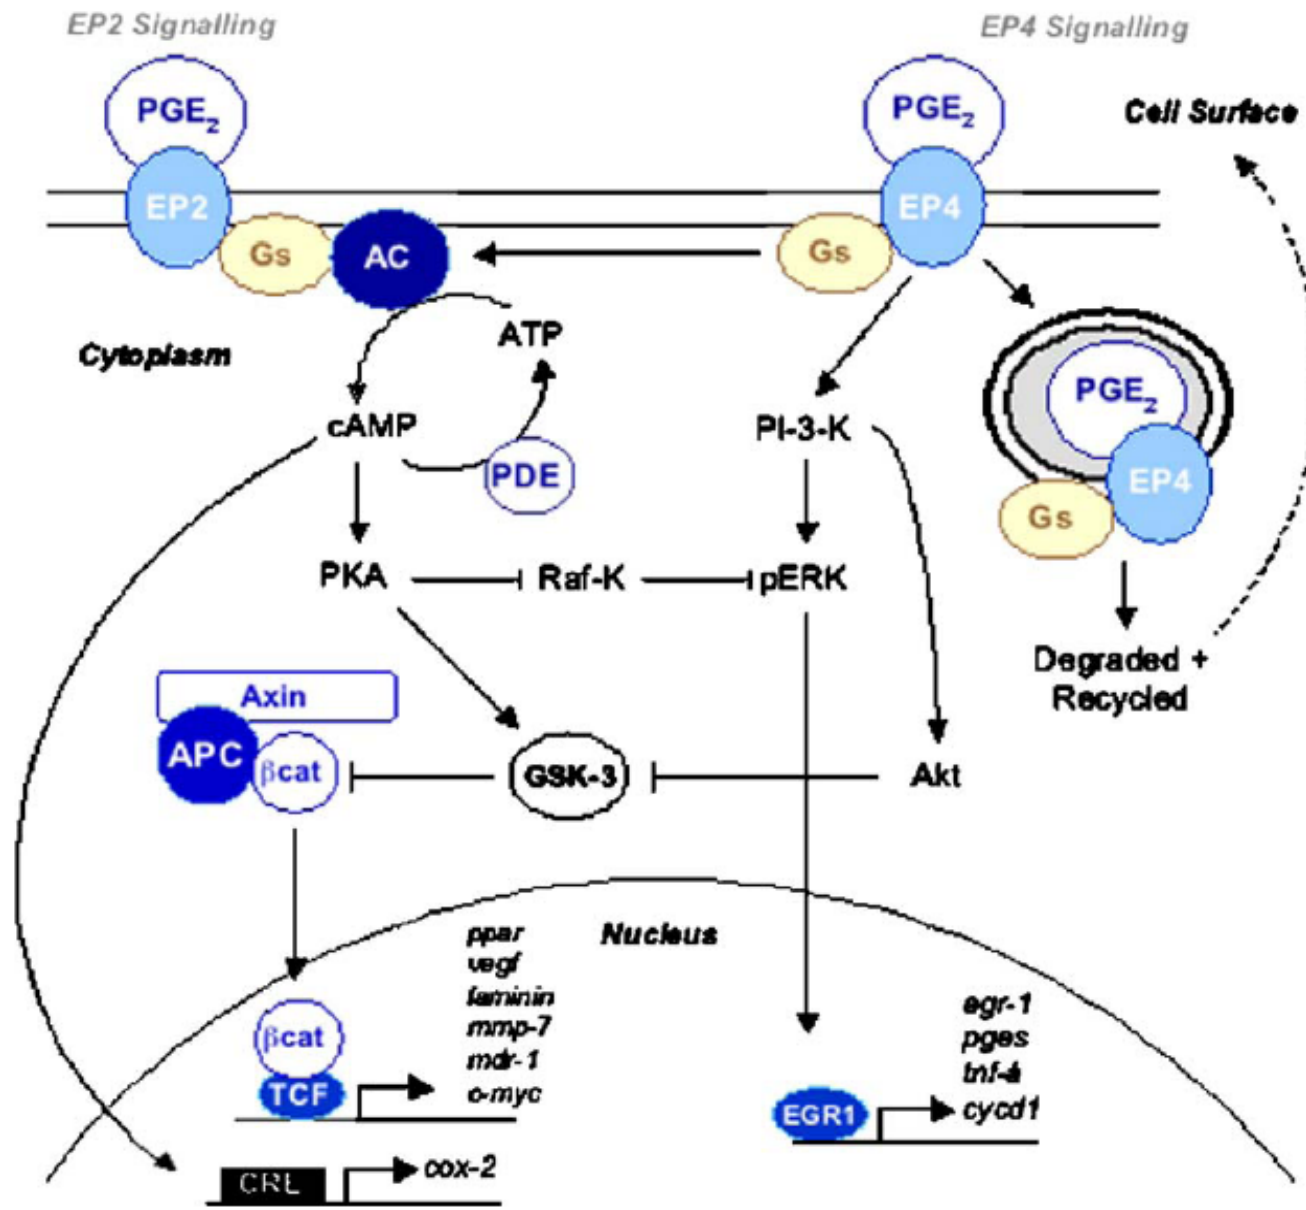 EP2 Signalling
EP4 Signalling
PGE2
PGE2
Cell Surface
EP2
EP4
Gs
AC
Gs
ATP
Cytoplasm
cAMP
PI-3-K
PGE2
PDE
EP4
Gs
PKA
Raf-K
pERK
Degraded +
Recycled
Axin
APC
βcat
GSK-3
Akt
Nucleus
ppar
vegf
laminin
mmp-7
mdr-1
c-myc
βcat
TCF
egr-1
pges
tnf-a
cycd1
EGR1
CRE
cox-2